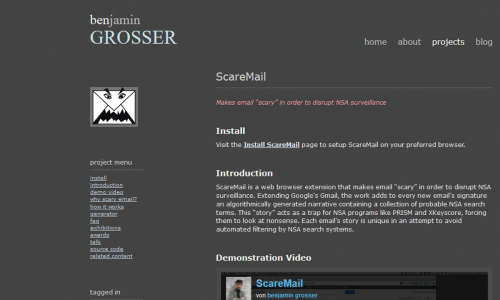 benjamin
GROSSER
home about projects blog
ScareMail
Makes email "scary" in order to disrupt NSA surveillance
Install
Visit the Install ScareMail page to setup ScareMail on your preferred browser.
project menu
install
introduction
demo video
why scary email?
how it works
generator
faq
exhibitions
awards
talk
source code
related content
Introduction
ScareMail is a web browser extension that makes email "scary" in order to disrupt NSA
surveillance. Extending Google's Gmail, the work adds to every new email's signature
an algorithmically generated narrative containing a collection of probable NSA search
terms. This "story" acts as a trap for NSA programs like PRISM and XKeyscore, forcing
them to look at nonsense. Each email's story is unique in an attempt to avoid
automated filtering by NSA search systems.
Demonstration Video
ScareMail
von benjamin grosser
tagged in